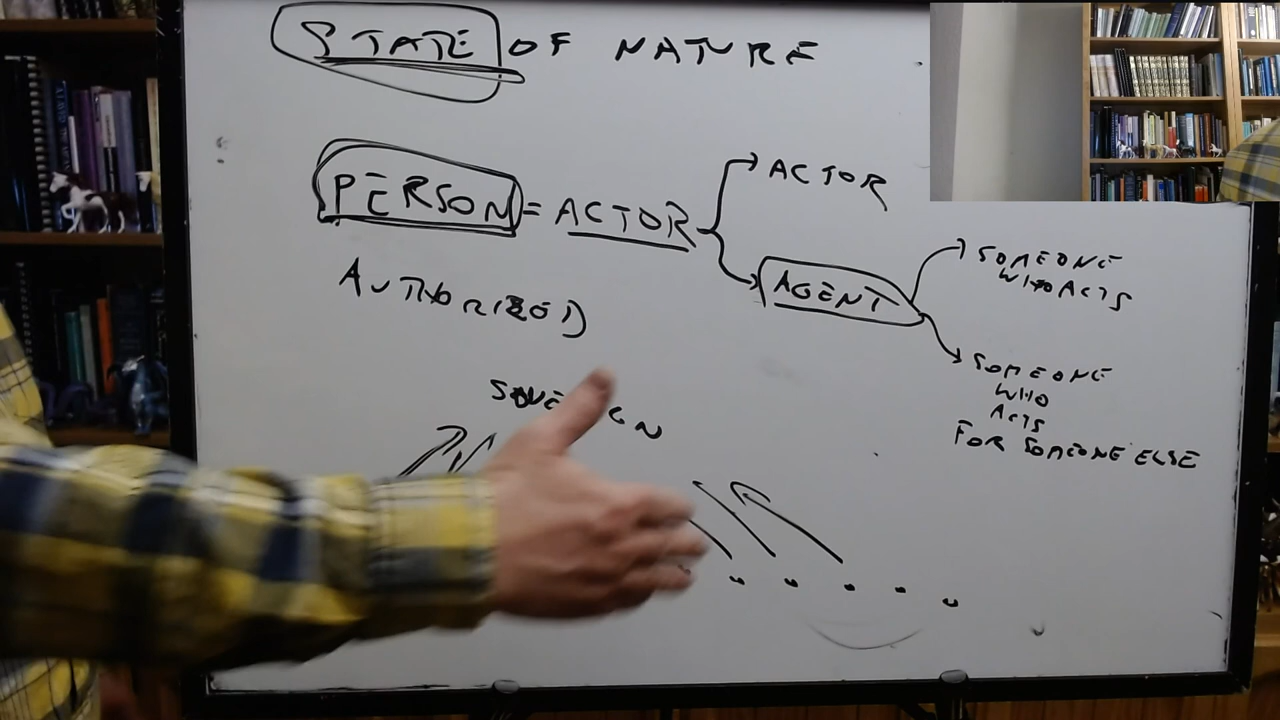 STATE OF NATURE
PERSON = ACTOR
ACTOR
AGENT
SOMEONE
WHO ACTS
SOMEONE
WHO
ACTS
FOR SOMEONE ELSE
AUTHORIZED